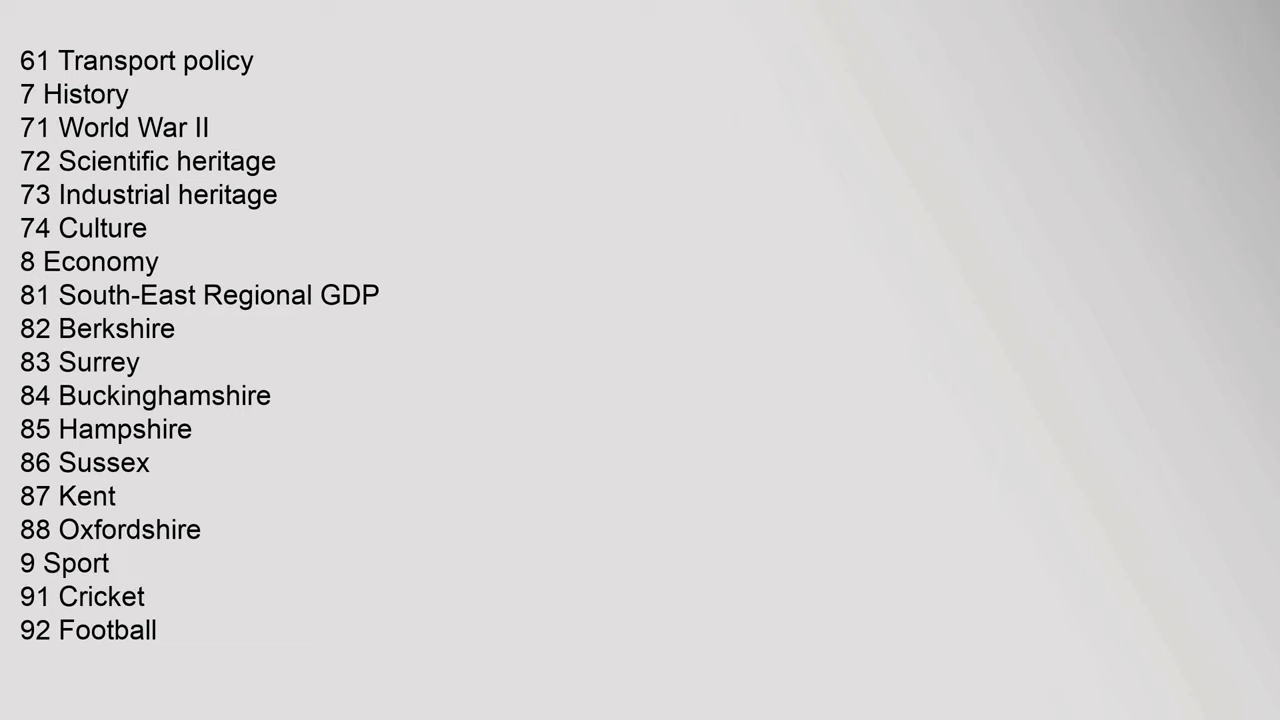 61 Transport policy
7 History
71 World War II
72 Scientific heritage
73 Industrial heritage
74 Culture
8 Economy
81 South-East Regional GDP
82 Berkshire
83 Surrey
84 Buckinghamshire
85 Hampshire
86 Sussex
87 Kent
88 Oxfordshire
9 Sport
91 Cricket
92 Football